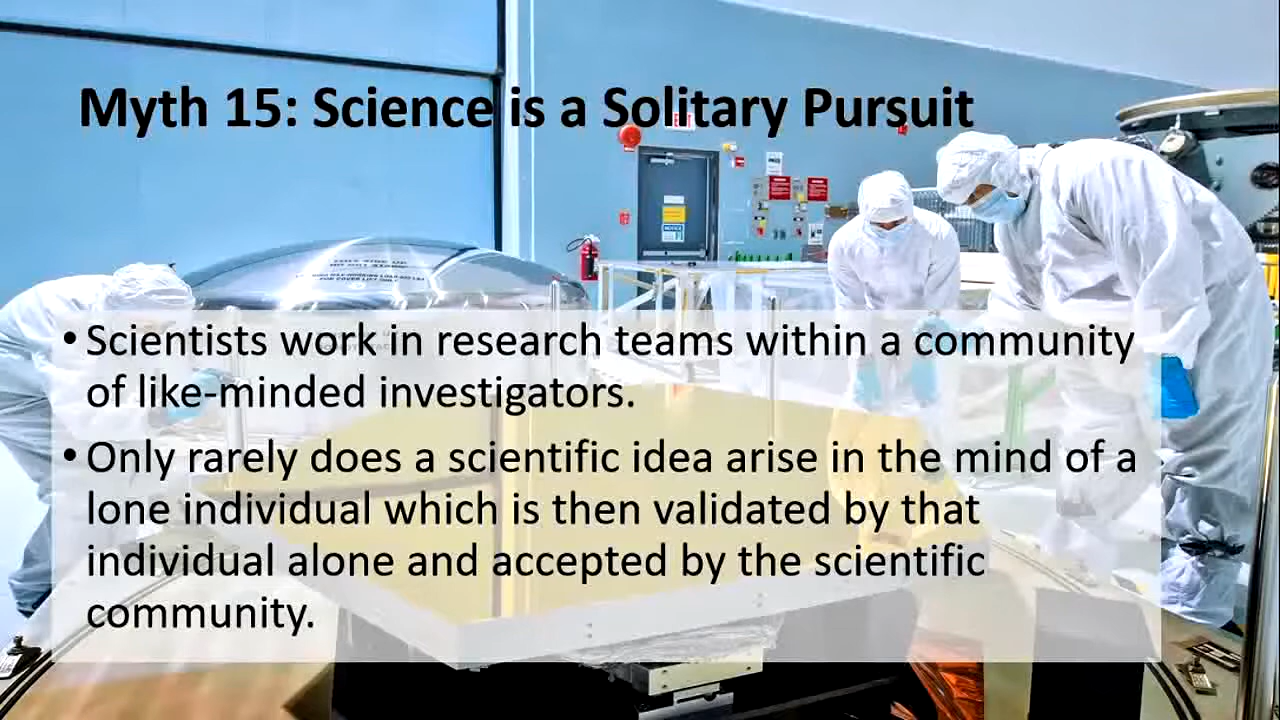 Myth 15: Science is a Solitary Pursuit
• Scientists work in research teams within a community
of like-minded investigators.
• Only rarely does a scientific idea arise in the mind of a
lone individual which is then validated by that
individual alone and accepted by the scientific
community.